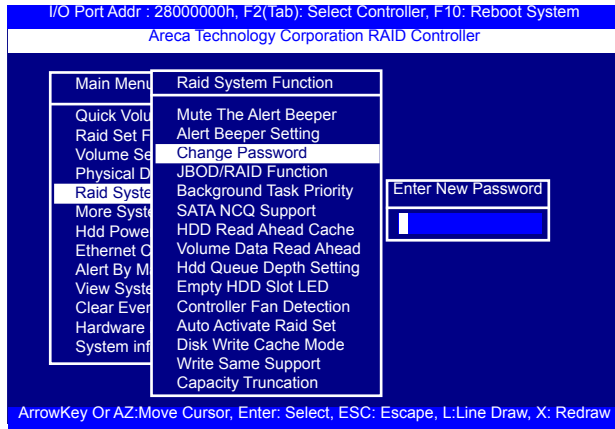 I/O Port Addr : 28000000h, F2(Tab): Select Controller, F10: Reboot System
Areca Technology Corporation RAID Controller
Main Menu
Quick Volu
Raid Set F
Volume Se
Physical D
Raid Syste
More Syste
Hdd Powe
Ethernet C
Alert By M
View Syste
Clear Even
Hardware
System inf
Raid System Function
Mute The Alert Beeper
Alert Beeper Setting
Change Password
JBOD/RAID Function
Background Task Priority
SATA NCQ Support
HDD Read Ahead Cache
Volume Data Read Ahead
Hdd Queue Depth Setting
Empty HDD Slot LED
Controller Fan Detection
Auto Activate Raid Set
Disk Write Cache Mode
Write Same Support
Capacity Truncation
Enter New Password
ArrowKey Or AZ:Move Cursor, Enter: Select, ESC: Escape, L:Line Draw, X: Redraw